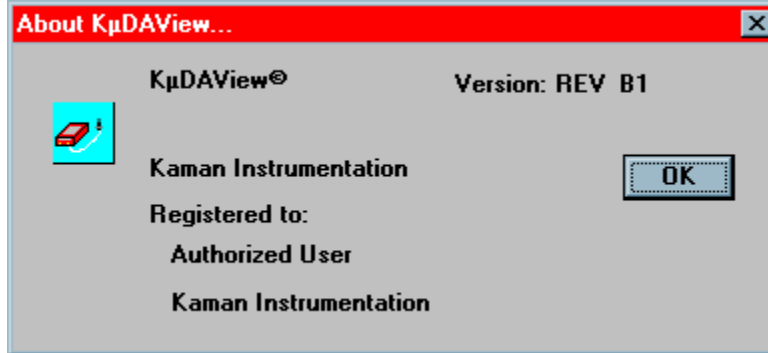 About KµDAView...
KµDAView© Version: REV B1
Kaman Instrumentation
OK
Registered to:
Authorized User
Kaman Instrumentation